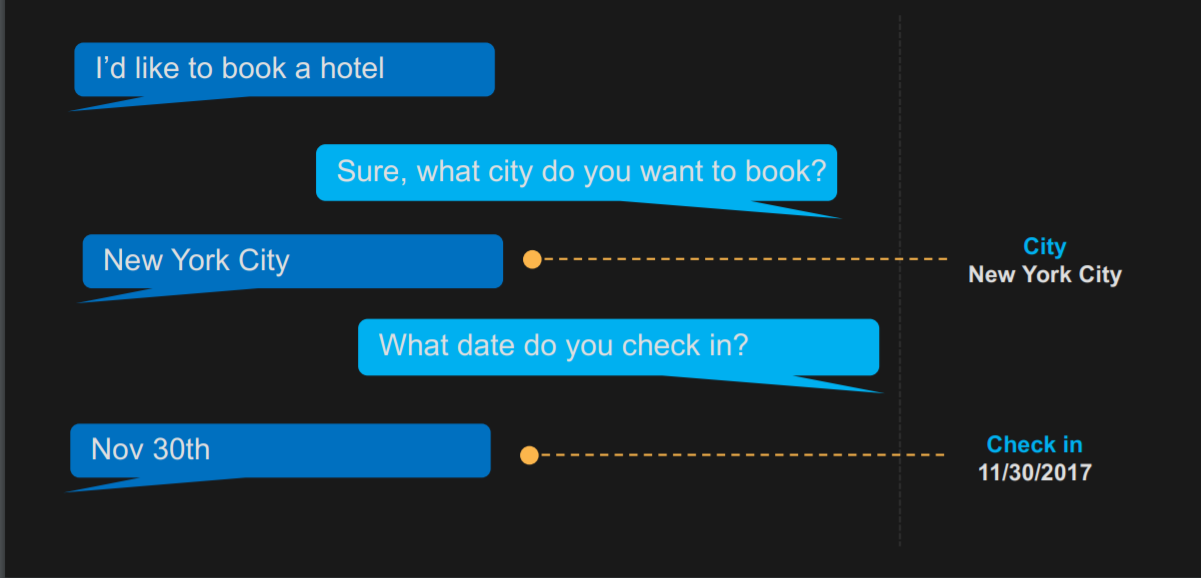 I’d like to book a hotel
Sure, what city do you want to book?
New York City
City
New York City
What date do you check in?
Nov 30th
Check in
11/30/2017